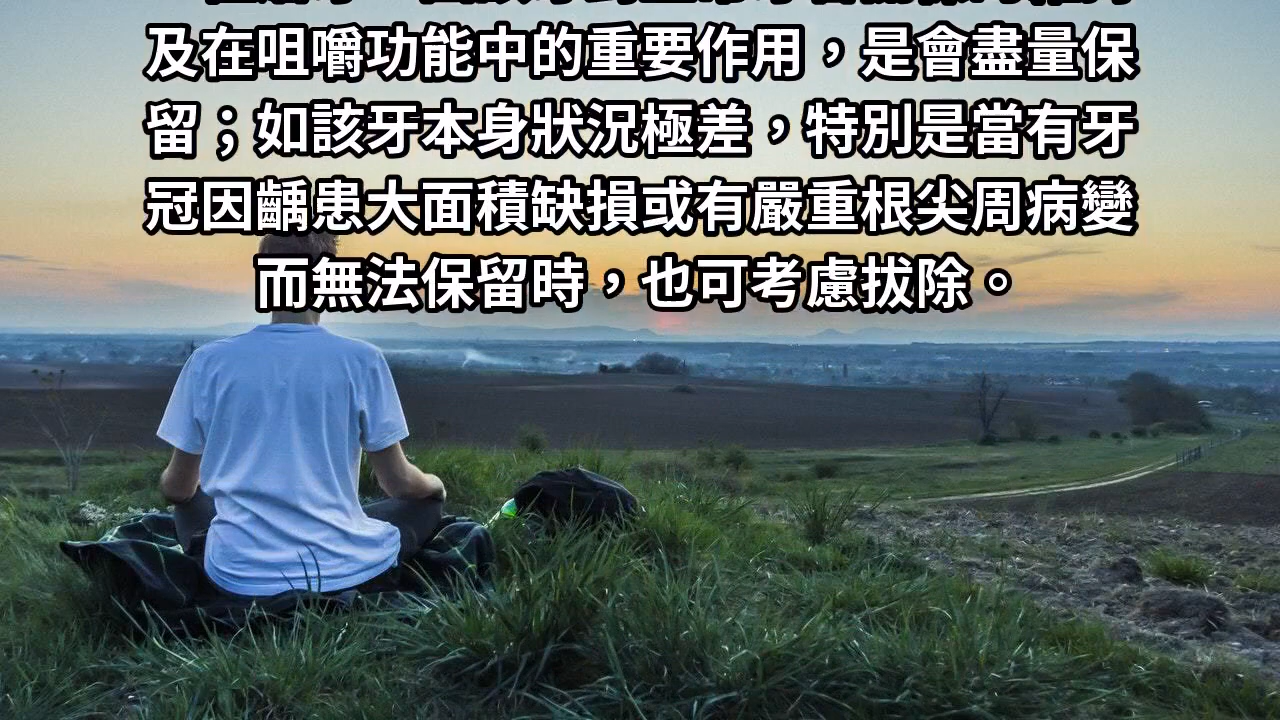 及在咀嚼功能中的重要作用，是會盡量保
留；如該牙本身狀況極差，特別是當有牙
冠因齲患大面積缺損或有嚴重根尖周病變
而無法保留時，也可考慮拔除。